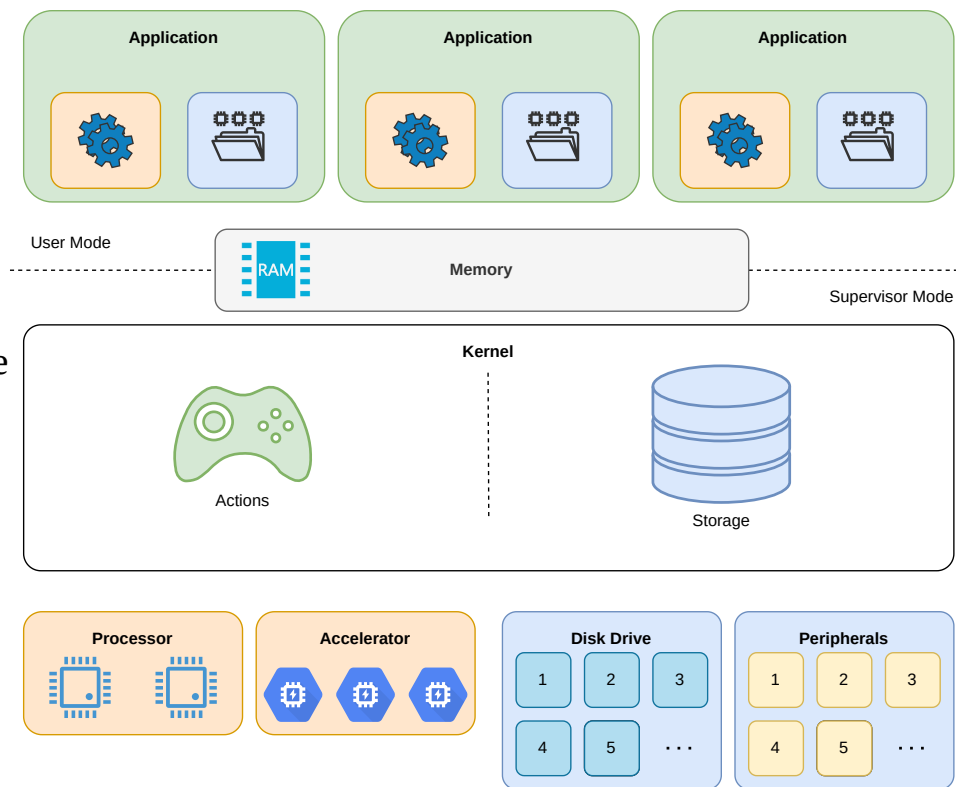 Application
Application
Application
User Mode
RAM
Memory
Supervisor Mode
e
Kernel
Actions
Storage
Processor
Accelerator
Disk Drive
1 2 3
4 5 ...
Peripherals
1 2 3
4 5 ...